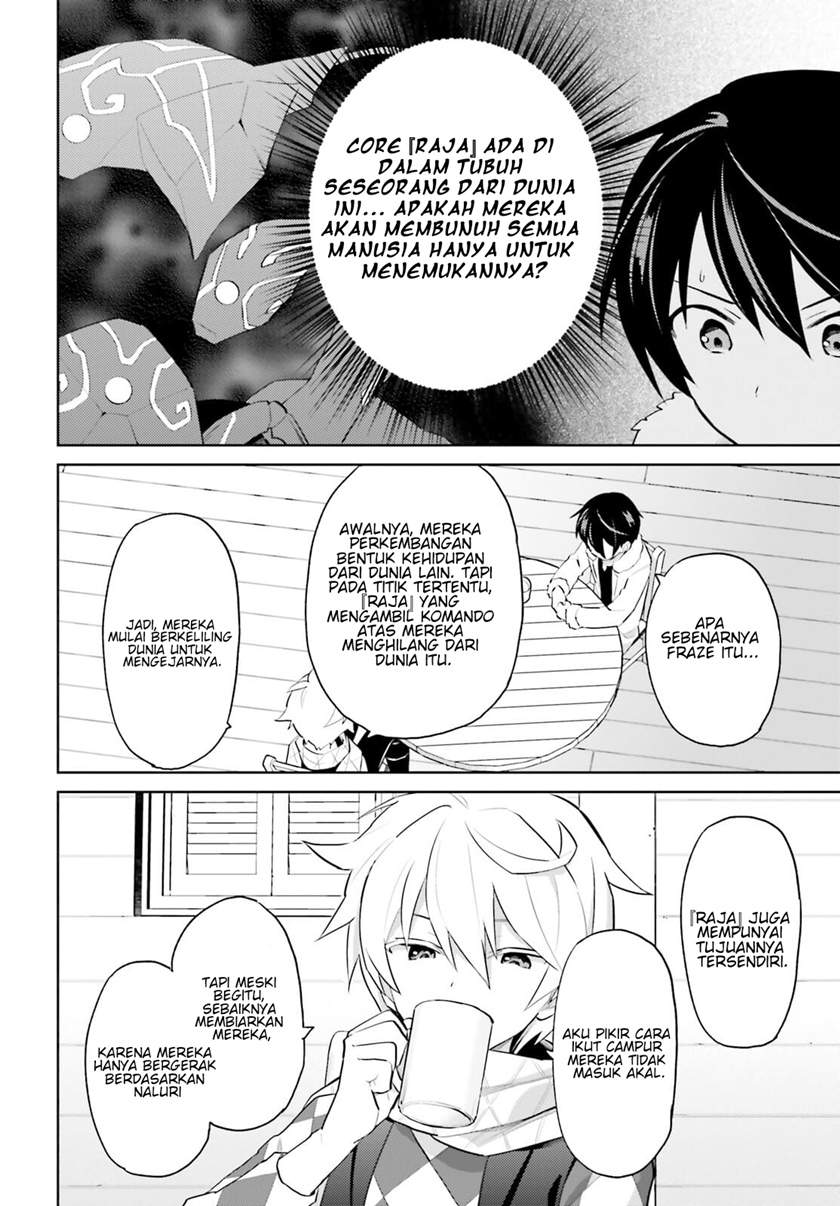 CORE『RAJA』ADA DI
DALAM TUBUH
SESEORANG DARI DUNIA
INI... APAKAH MEREKA
AKAN MEMBUNUH SEMUA
MANUSIA HANYA UNTUK
MENEMUKANNYA?
APA
SEBENARNYA
FRAZE ITU...
AWALNYA, MEREKA
PERKEMBANGAN
BENTUK KEHIDUPAN
DARI DUNIA LAIN. TAPI
PADA TITIK TERTENTU,
『RAJA』YANG
MENGAMBIL KOMANDO
ATAS MEREKA
MENGHILANG DARI
DUNIA ITU.
JADI, MEREKA
MULAI BERKELILING
DUNIA UNTUK
MENGEJARNYA.
『RAJA』JUGA
MEMPUNYAI
TUJUANNYA
TERSENDIRI.
AKU PIKIR CARA
IKUT CAMPUR
MEREKA TIDAK
MASUK AKAL.
TAPI MESKI
BEGITU,
SEBAIKNYA
MEMBIARKAN
MEREKA,
KARENA MEREKA
HANYA BERGERAK
BERDASARKAN
NALURI